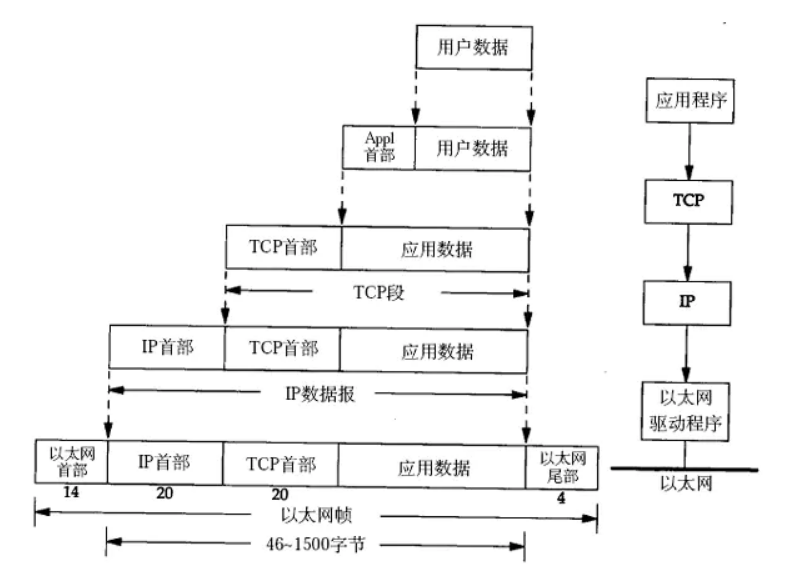 用户数据
应用程序
Appl
首部
用户数据
TCP
TCP首部
应用数据
TCP段
IP
IP首部
TCP首部
应用数据
IP数据报
以太网
驱动程序
以太网
首部
IP首部
TCP首部
应用数据
以太网
尾部
以太网
14
20
20
4
以太网帧
46~1500字节